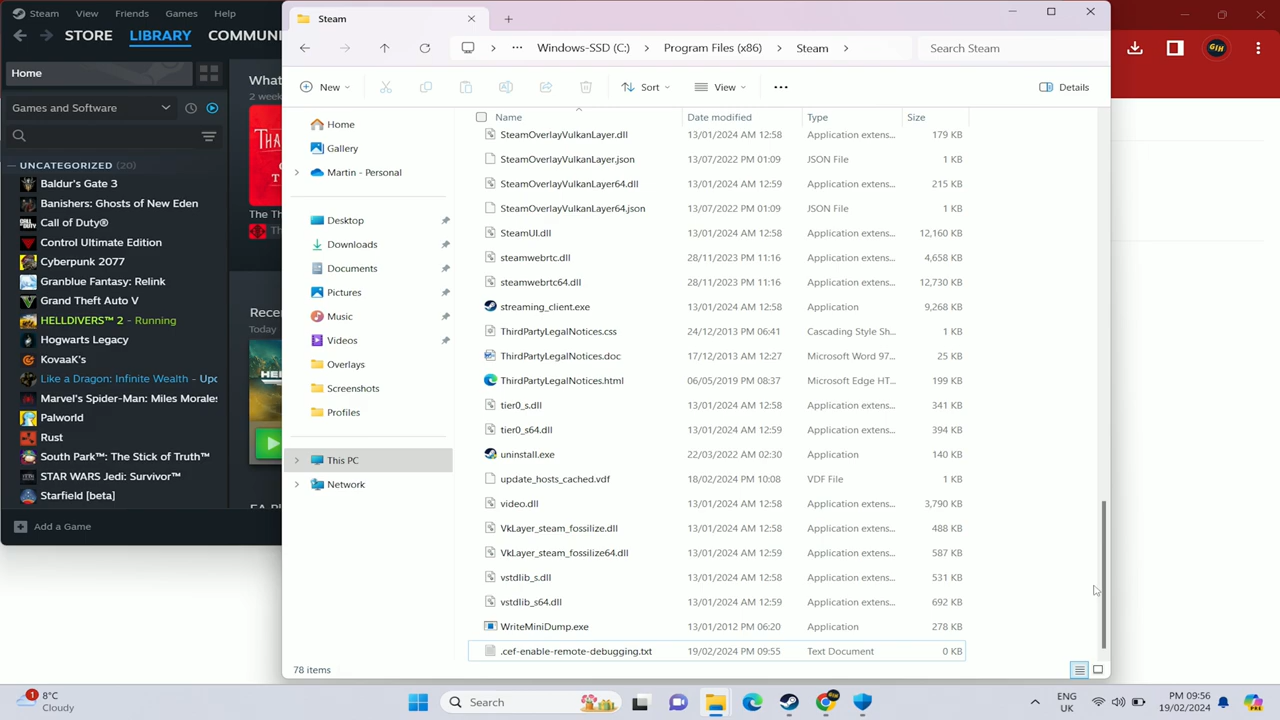 Steam View Friends Games Help
STORE LIBRARY COMMUN
Home
Games and Software
UNCATEGORIZED (20)
Baldur's Gate 3
Banishers: Ghosts of New Eden
Call of Duty®
Control Ultimate Edition
Cyberpunk 2077
Granblue Fantasy: Relink
Grand Theft Auto V
HELLDIVERS™ 2 - Running
Hogwarts Legacy
KovaaK's
Like a Dragon: Infinite Wealth - Upd
Marvel's Spider-Man: Miles Morales
Palworld
Rust
South Park™: The Stick of Truth™
STAR WARS Jedi: Survivor™
Starfield [beta]
Add a Game
What'
2 week
THA
The Th
Rece
Today
Steam
Windows-SSD (C:) Program Files (x86) Steam Search Steam
New Sort View Details
Home
Gallery
Martin - Personal
Desktop
Downloads
Documents
Pictures
Music
Videos
Overlays
Screenshots
Profiles
This PC
Network
Name Date modified Type Size
SteamOverlayVulkanLayer.dll 13/01/2024 AM 12:58 Application extens... 179 KB
SteamOverlayVulkanLayer.json 13/07/2022 PM 01:09 JSON File 1 KB
SteamOverlayVulkanLayer64.dll 13/01/2024 AM 12:59 Application extens... 215 KB
SteamOverlayVulkanLayer64.json 13/07/2022 PM 01:09 JSON File 1 KB
SteamUI.dll 13/01/2024 AM 12:58 Application extens... 12,160 KB
steamwebrtc.dll 28/11/2023 PM 11:16 Application extens... 4,658 KB
steamwebrtc64.dll 28/11/2023 PM 11:16 Application extens... 12,730 KB
streaming_client.exe 13/01/2024 AM 12:58 Application 9,268 KB
ThirdPartyLegalNotices.css 24/12/2013 PM 06:41 Cascading Style Sh... 1 KB
ThirdPartyLegalNotices.doc 17/12/2013 AM 12:27 Microsoft Word 97... 25 KB
ThirdPartyLegalNotices.html 06/05/2019 PM 08:37 Microsoft Edge HT... 199 KB
tier0_s.dll 13/01/2024 AM 12:58 Application extens... 341 KB
tier0_s64.dll 13/01/2024 AM 12:59 Application extens... 394 KB
uninstall.exe 22/03/2022 AM 02:30 Application 140 KB
update_hosts_cached.vdf 18/02/2024 PM 10:08 VDF File 1 KB
video.dll 13/01/2024 AM 12:58 Application extens... 3,790 KB
VkLayer_steam_fossilize.dll 13/01/2024 AM 12:58 Application extens... 488 KB
VkLayer_steam_fossilize64.dll 13/01/2024 AM 12:59 Application extens... 587 KB
vstdlib_s.dll 13/01/2024 AM 12:58 Application extens... 531 KB
vstdlib_s64.dll 13/01/2024 AM 12:59 Application extens... 692 KB
WriteMiniDump.exe 13/01/2012 PM 06:20 Application 278 KB
.cef-enable-remote-debugging.txt 19/02/2024 PM 09:55 Text Document 0 KB
78 items
1
8°C
Cloudy
Search
ENG
UK
PM 09:56
19/02/2024